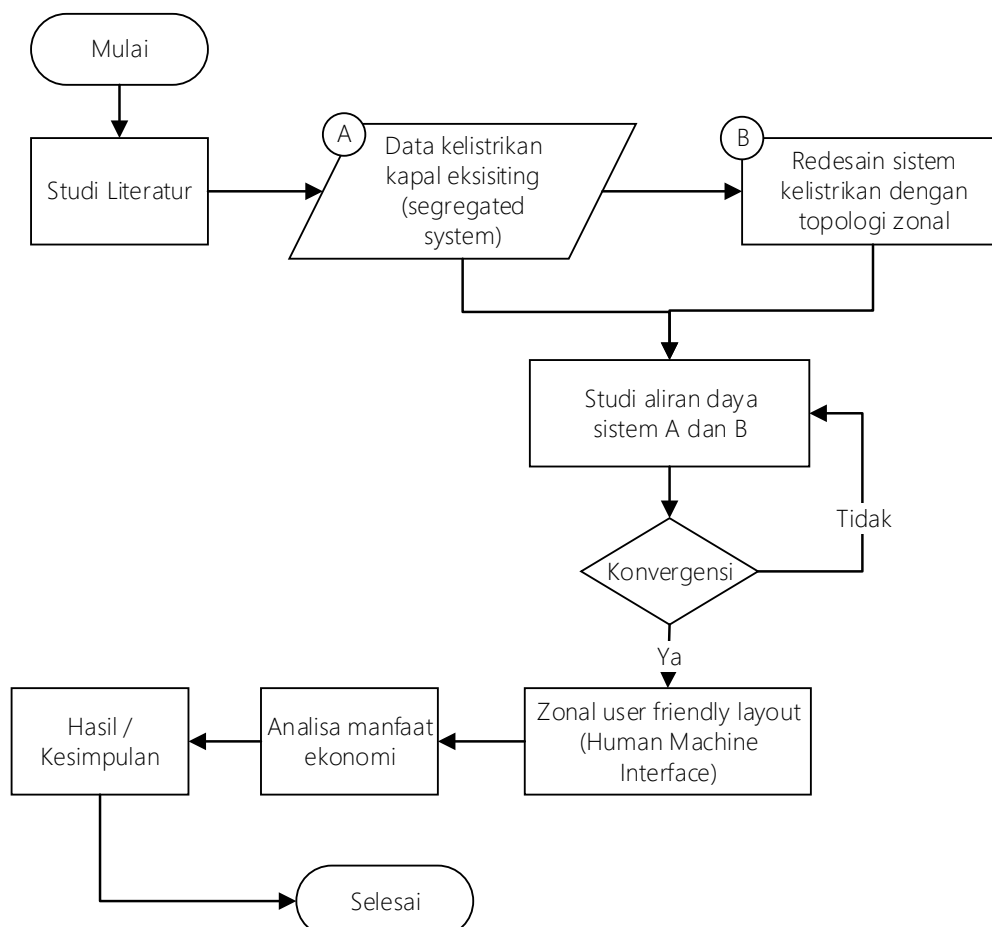 Mulai
Studi Literatur
A
Data kelistrikan
kapal eksisiting
(segregated
system)
B
Redesain sistem
kelistrikan dengan
topologi zonal
Studi aliran daya
sistem A dan B
Tidak
Konvergensi
Ya
Zonal user friendly layout
(Human Machine
Interface)
Analisa manfaat
ekonomi
Hasil /
Kesimpulan
Selesai